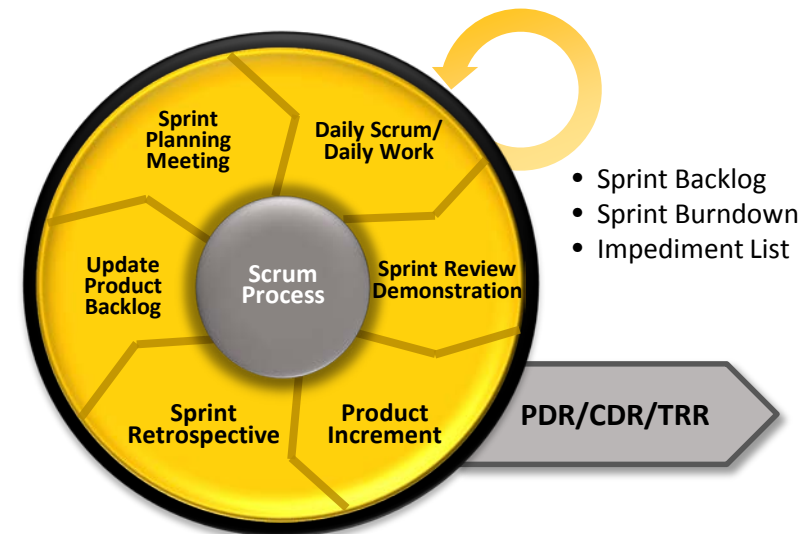 Sprint
Planning
Meeting
Daily Scrum/
Daily Work
• Sprint Backlog
• Sprint Burndown
• Impediment List
Update
Product
Backlog
Scrum
Process
Sprint Review
Demonstration
Sprint
Retrospective
Product
Increment
PDR/CDR/TRR